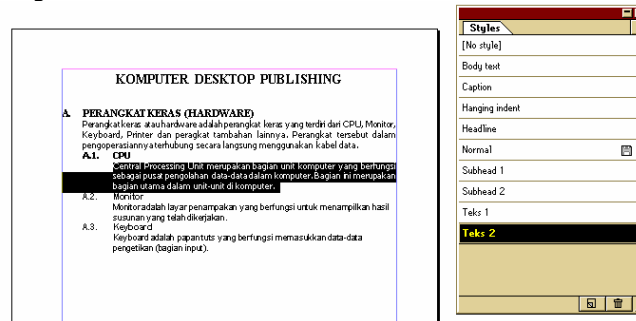 KOMPUTER DESKTOP PUBLISHING
A. PERANGKAT KERAS (HARDWARE)
Perangkat keras atau hardware adalah perangkat keras yang terdiri dari CPU, Monitor,
Keyboard, Printer dan peragkat tambahan lainnya. Perangkat tersebut dalam
pengoperasiannya terhubung secara langsung menggunakan kabel data.
A.1. CPU
Central Processing Unit merupakan bagian unit komputer yang berfungsi
sebagai pusat pengolahan data-data dalam komputer. Bagian ini merupakan
bagian utama dalam unit-unit di komputer.
A.2. Monitor
Monitor adalah layar penampakan yang berfungsi untuk menampilkan hasil
susunan yang telah dikerjakan.
A.3. Keyboard
Keyboard adalah papan tuts yang berfungsi memasukkan data-data
pengetikan (bagian input).
Styles
[No style]
Body text
Caption
Hanging indent
Headline
Normal
Subhead 1
Subhead 2
Teks 1
Teks 2